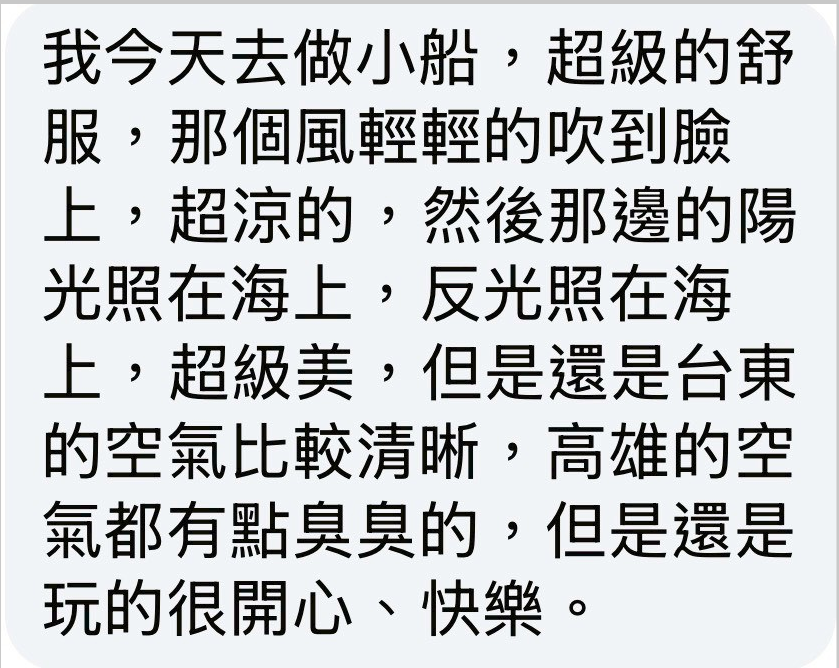 我今天去做小船，超級的舒
服，那個風輕輕的吹到臉
上，超涼的，然後那邊的陽
光照在海上，反光照在海
上，超級美，但是還是台東
的空氣比較清晰，高雄的空
氣都有點臭臭的，但是還是
玩的很開心、快樂。